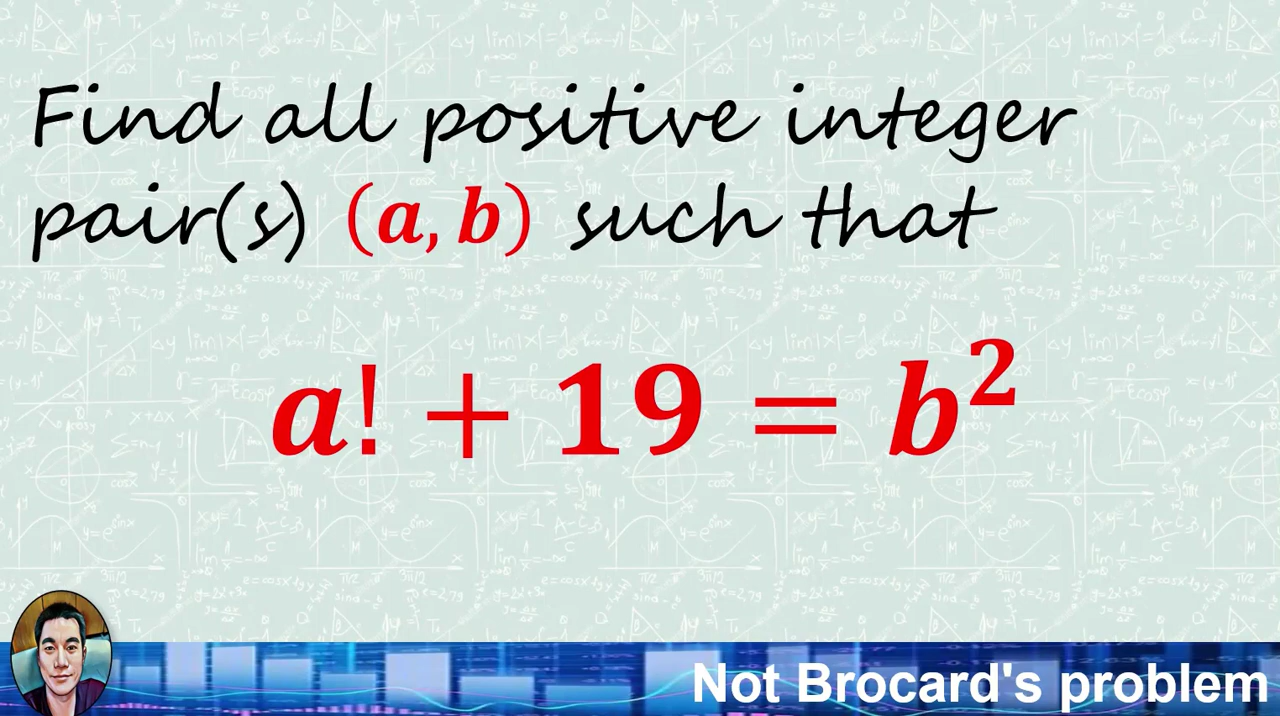 Find all positive integer
pair(s) (a, b) such that
a! + 19 = b²
Not Brocard's problem